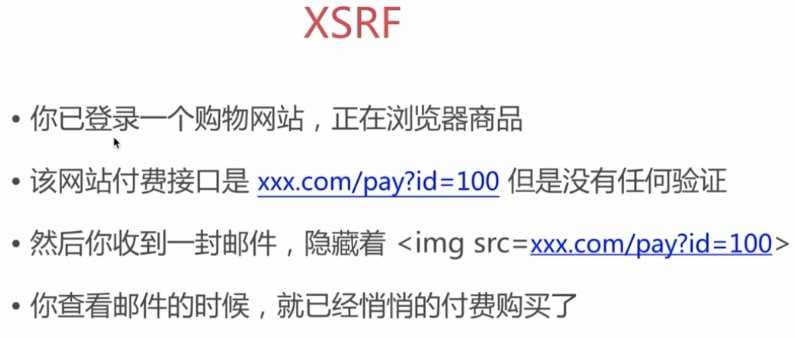 XSRF
• 你已登录一个购物网站，正在浏览器商品
• 该网站付费接口是 xxx.com/pay?id=100 但是没有任何验证
• 然后你收到一封邮件，隐藏着 <img src=xxx.com/pay?id=100>
• 你查看邮件的时候，就已经悄悄的付费购买了